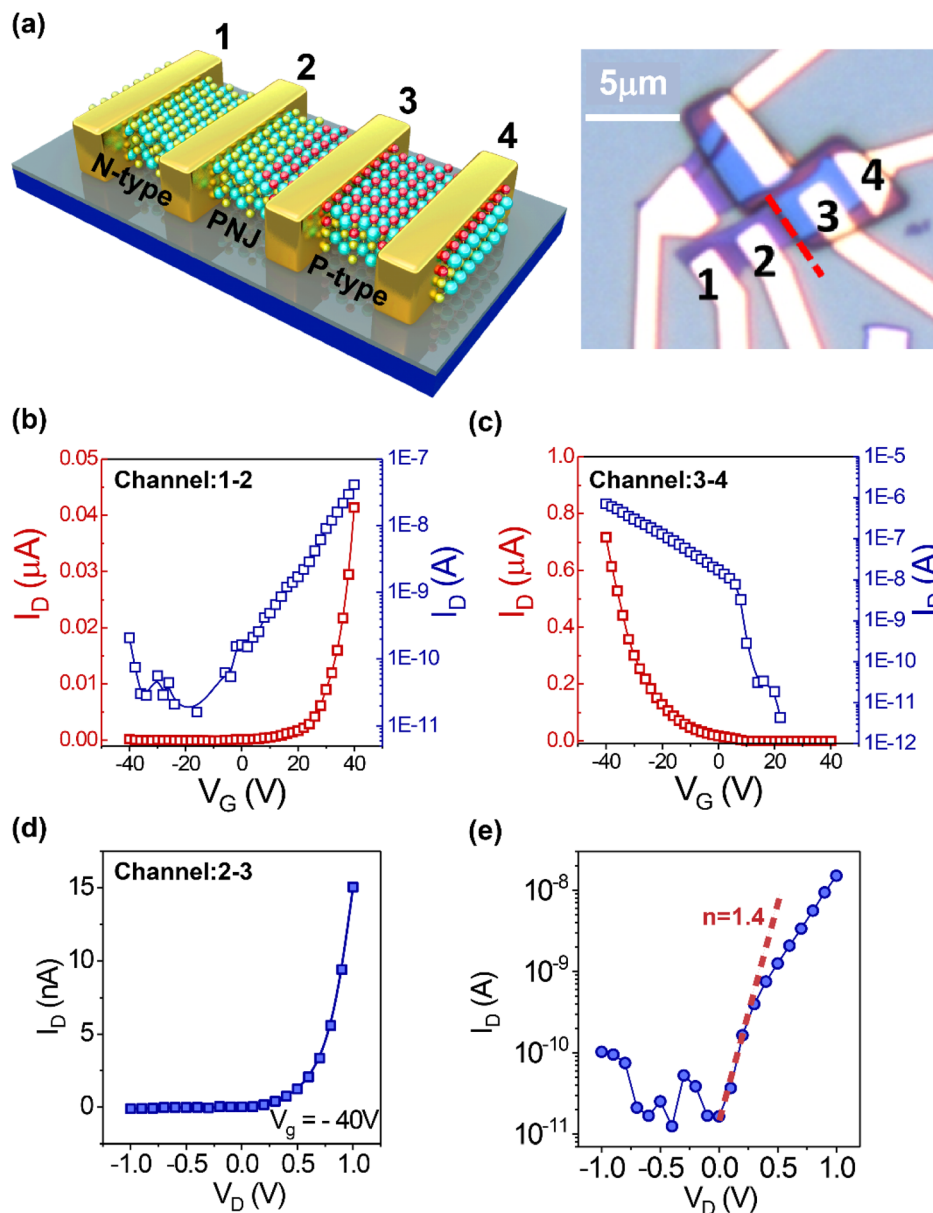 (a)
1
2
3
4
N-type
PNJ
P-type
5μm
1
2
3
4
(b)
Channel:1-2
I_D (μA)
0.05
0.04
0.03
0.02
0.01
0.00
1E-7
1E-8
1E-9
1E-10
1E-11
I_D (A)
-40 -20 0 20 40
V_G (V)
(c)
Channel:3-4
I_D (μA)
1.0
0.8
0.6
0.4
0.2
0.0
1E-5
1E-6
1E-7
1E-8
1E-9
1E-10
1E-11
1E-12
I_D (A)
-40 -20 0 20 40
V_G (V)
(d)
Channel:2-3
I_D (nA)
15
10
5
0
V_g = -40V
-1.0 -0.5 0.0 0.5 1.0
V_D (V)
(e)
n=1.4
I_D (A)
10^-8
10^-9
10^-10
10^-11
-1.0 -0.5 0.0 0.5 1.0
V_D (V)